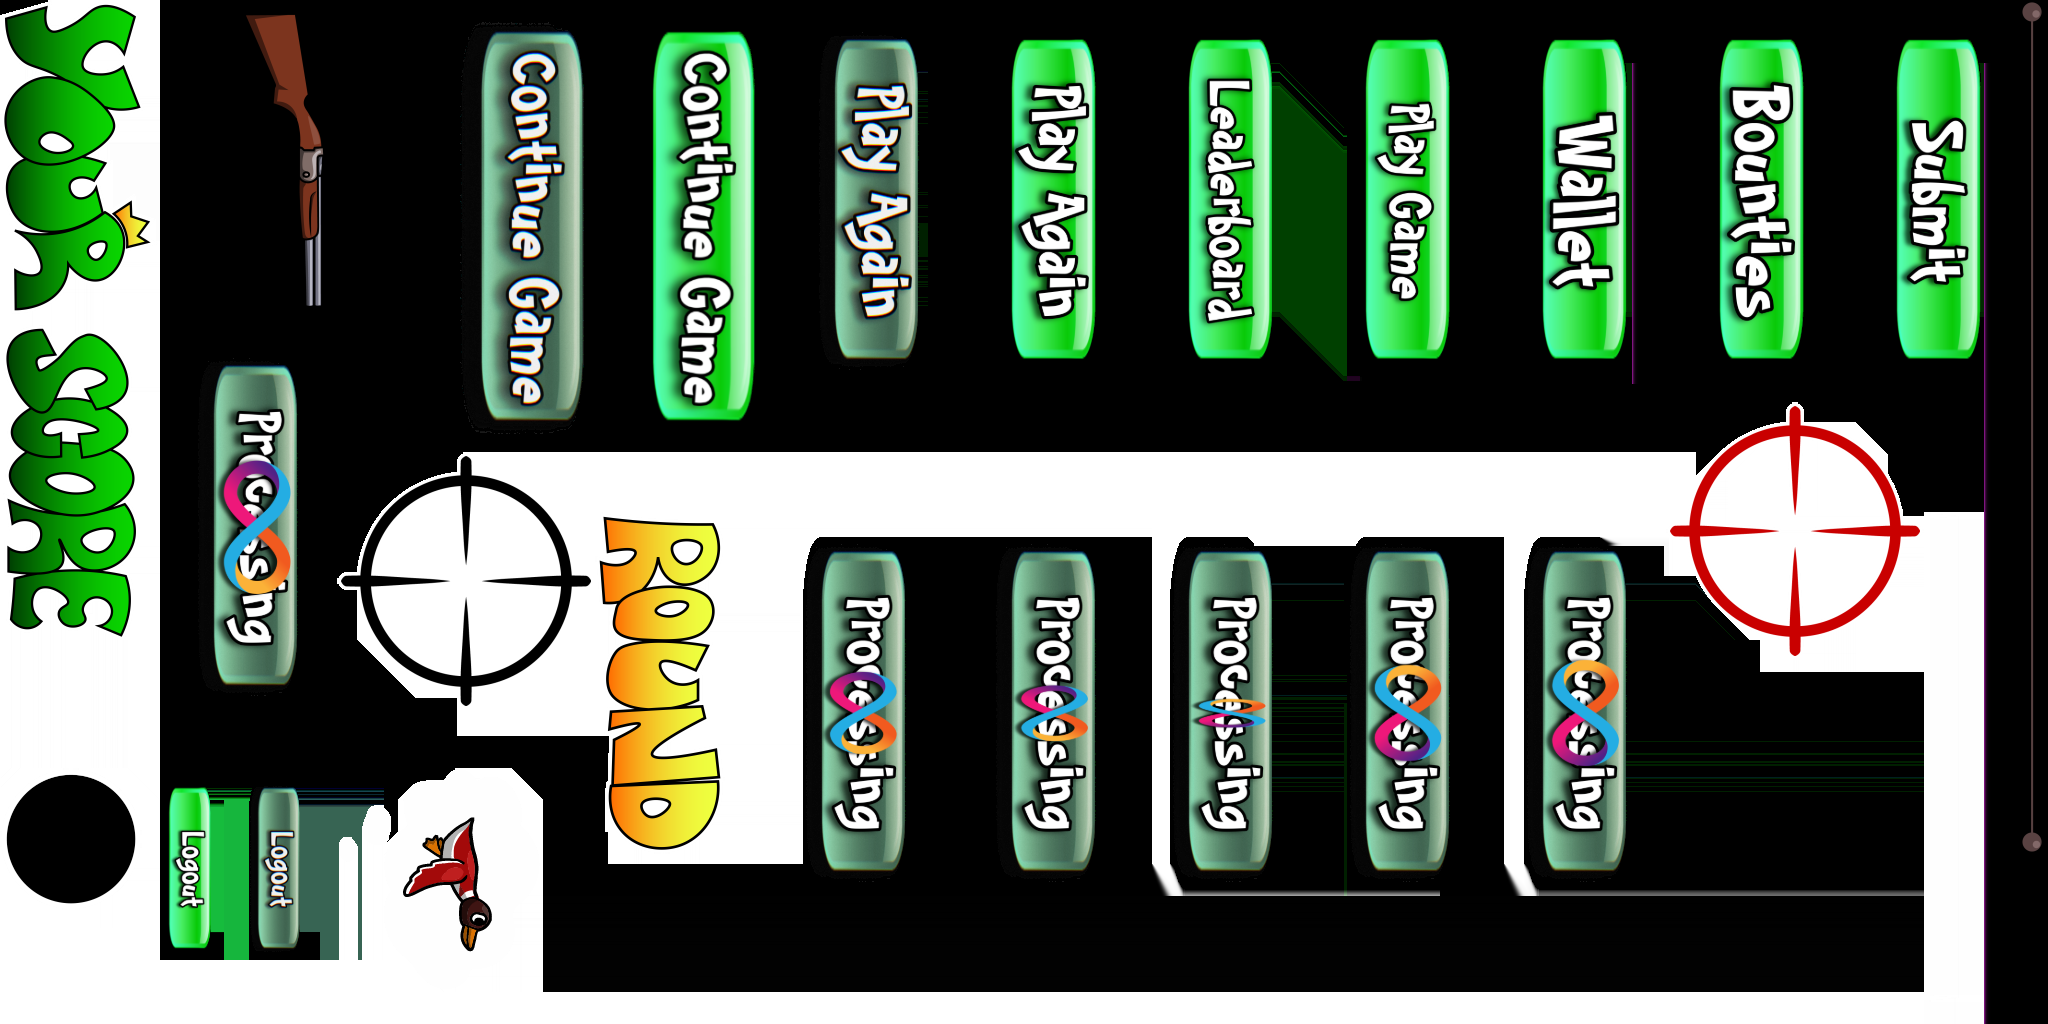 YOUR SCORE
Continue Game
Continue Game
Play Again
Play Again
Leaderboard
Play Game
Wallet
Bounties
Submit
Processing
ROUND
Processing
Processing
Processing
Processing
Processing
Logout
Logout